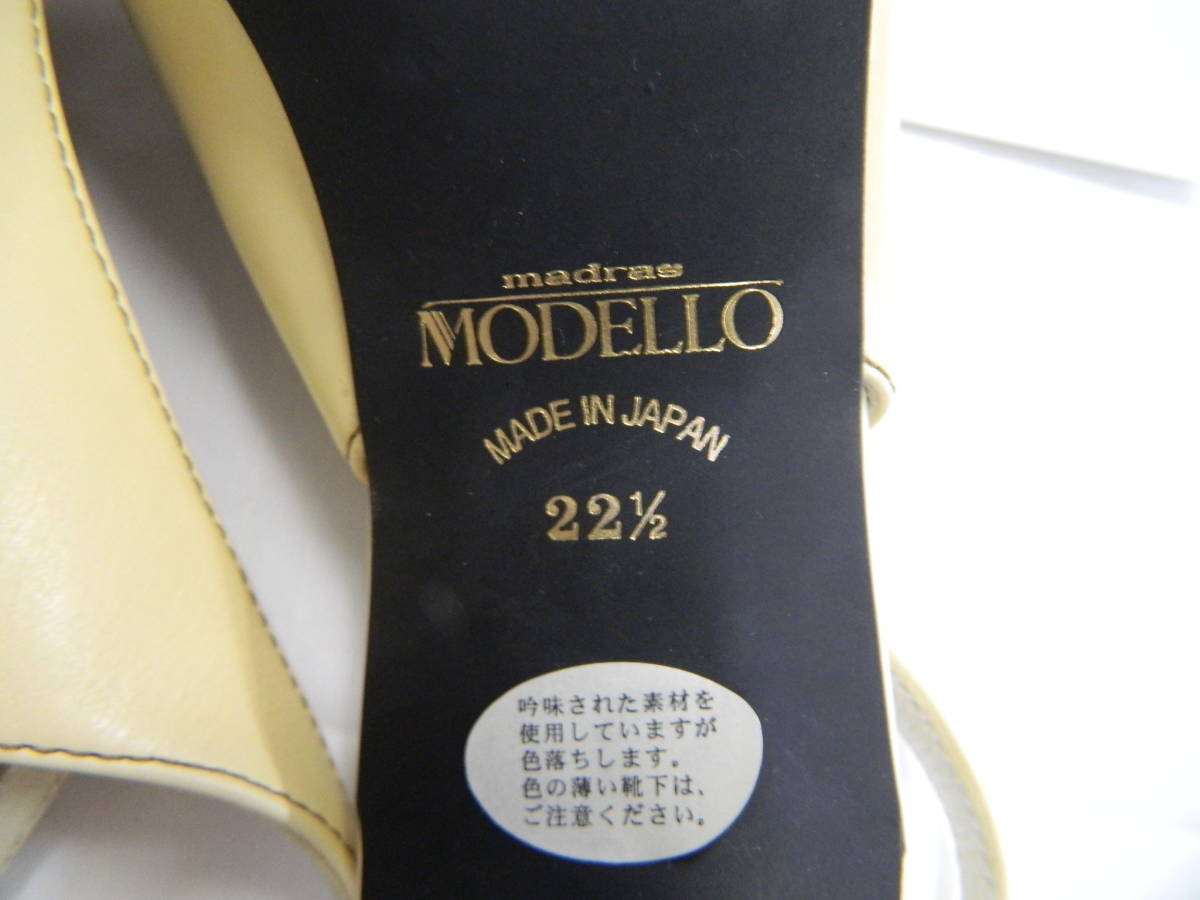 madras
MODELLO
MADE IN JAPAN
22½
吟味された素材を
使用していますが
色落ちします。
色の薄い靴下は、
ご注意ください。